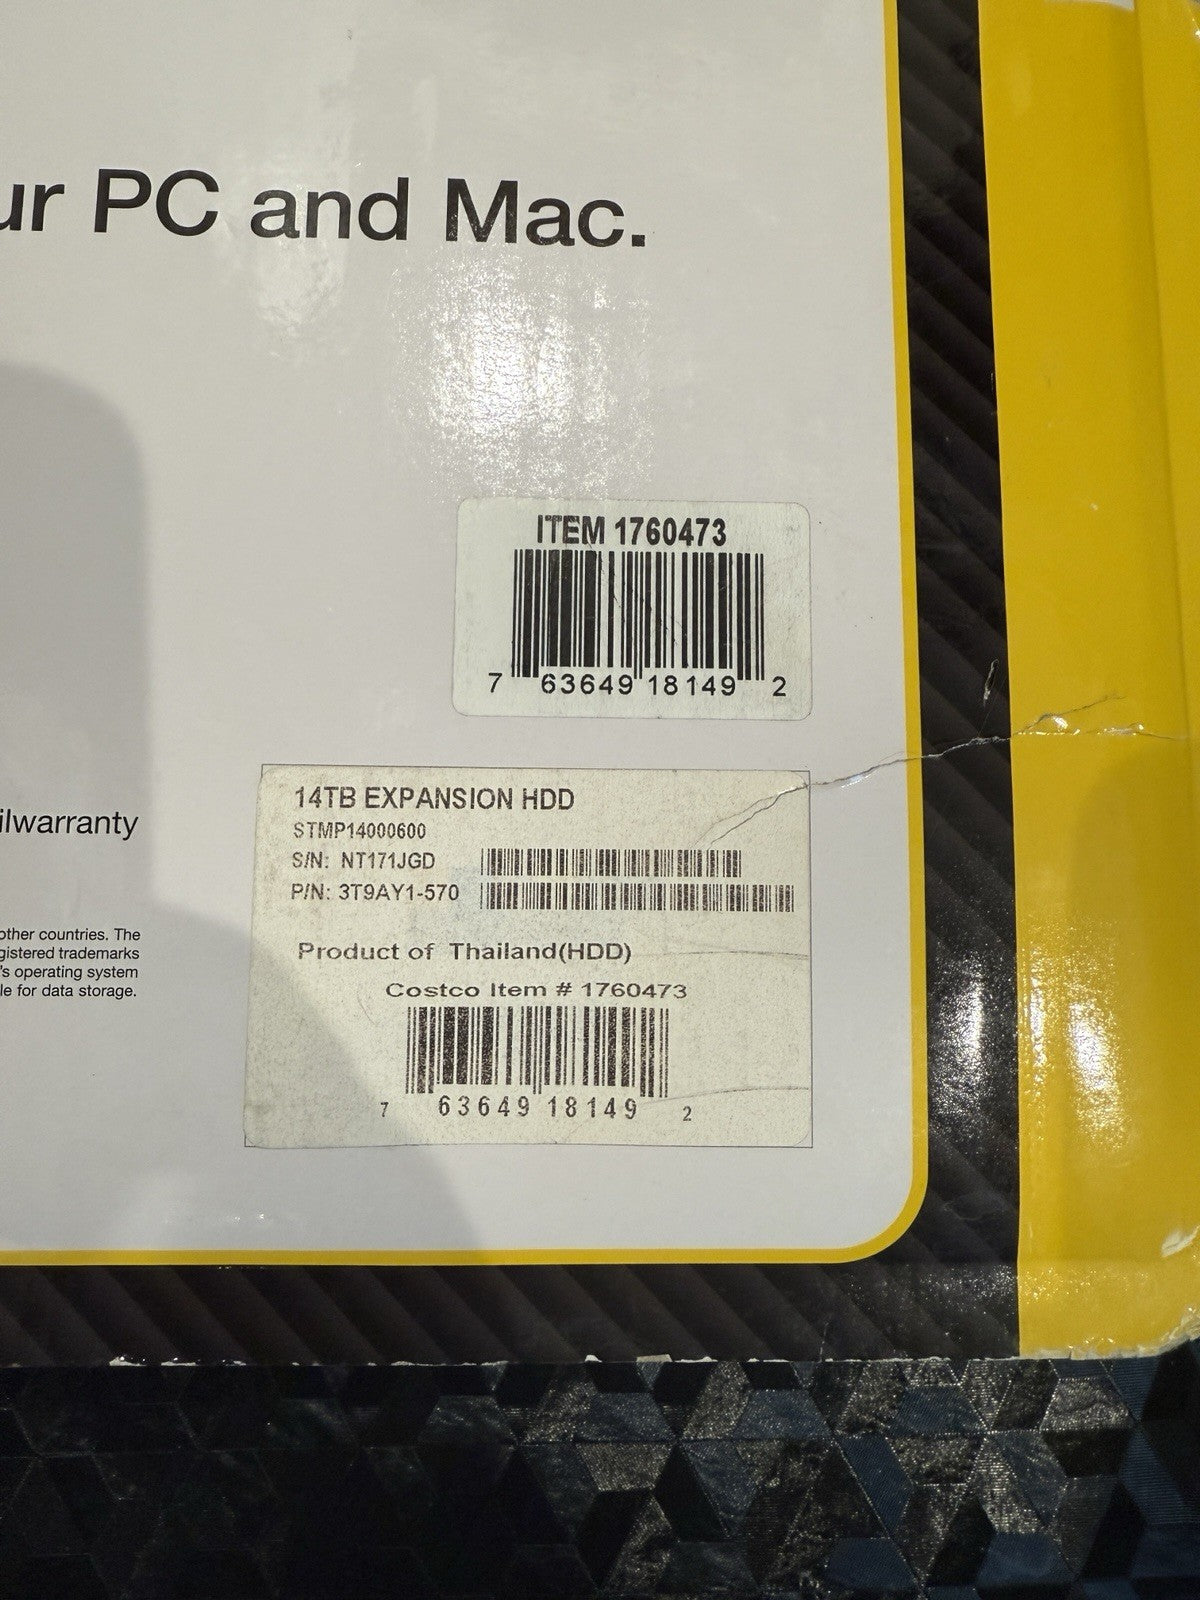 ur PC and Mac.
ITEM 1760473
7 63649 18149 2
ilwarranty
14TB EXPANSION HDD
STMP14000600
S/N: NT171JGD
P/N: 3T9AY1-570
other countries. The
gistered trademarks
's operating system
le for data storage.
Product of Thailand(HDD)
Costco Item # 1760473
7 63649 18149 2